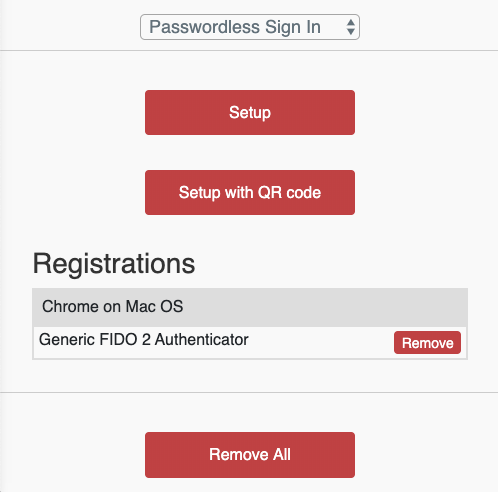 Passwordless Sign In
Setup
Setup with QR code
Registrations
Chrome on Mac OS
Generic FIDO 2 Authenticator
Remove
Remove All